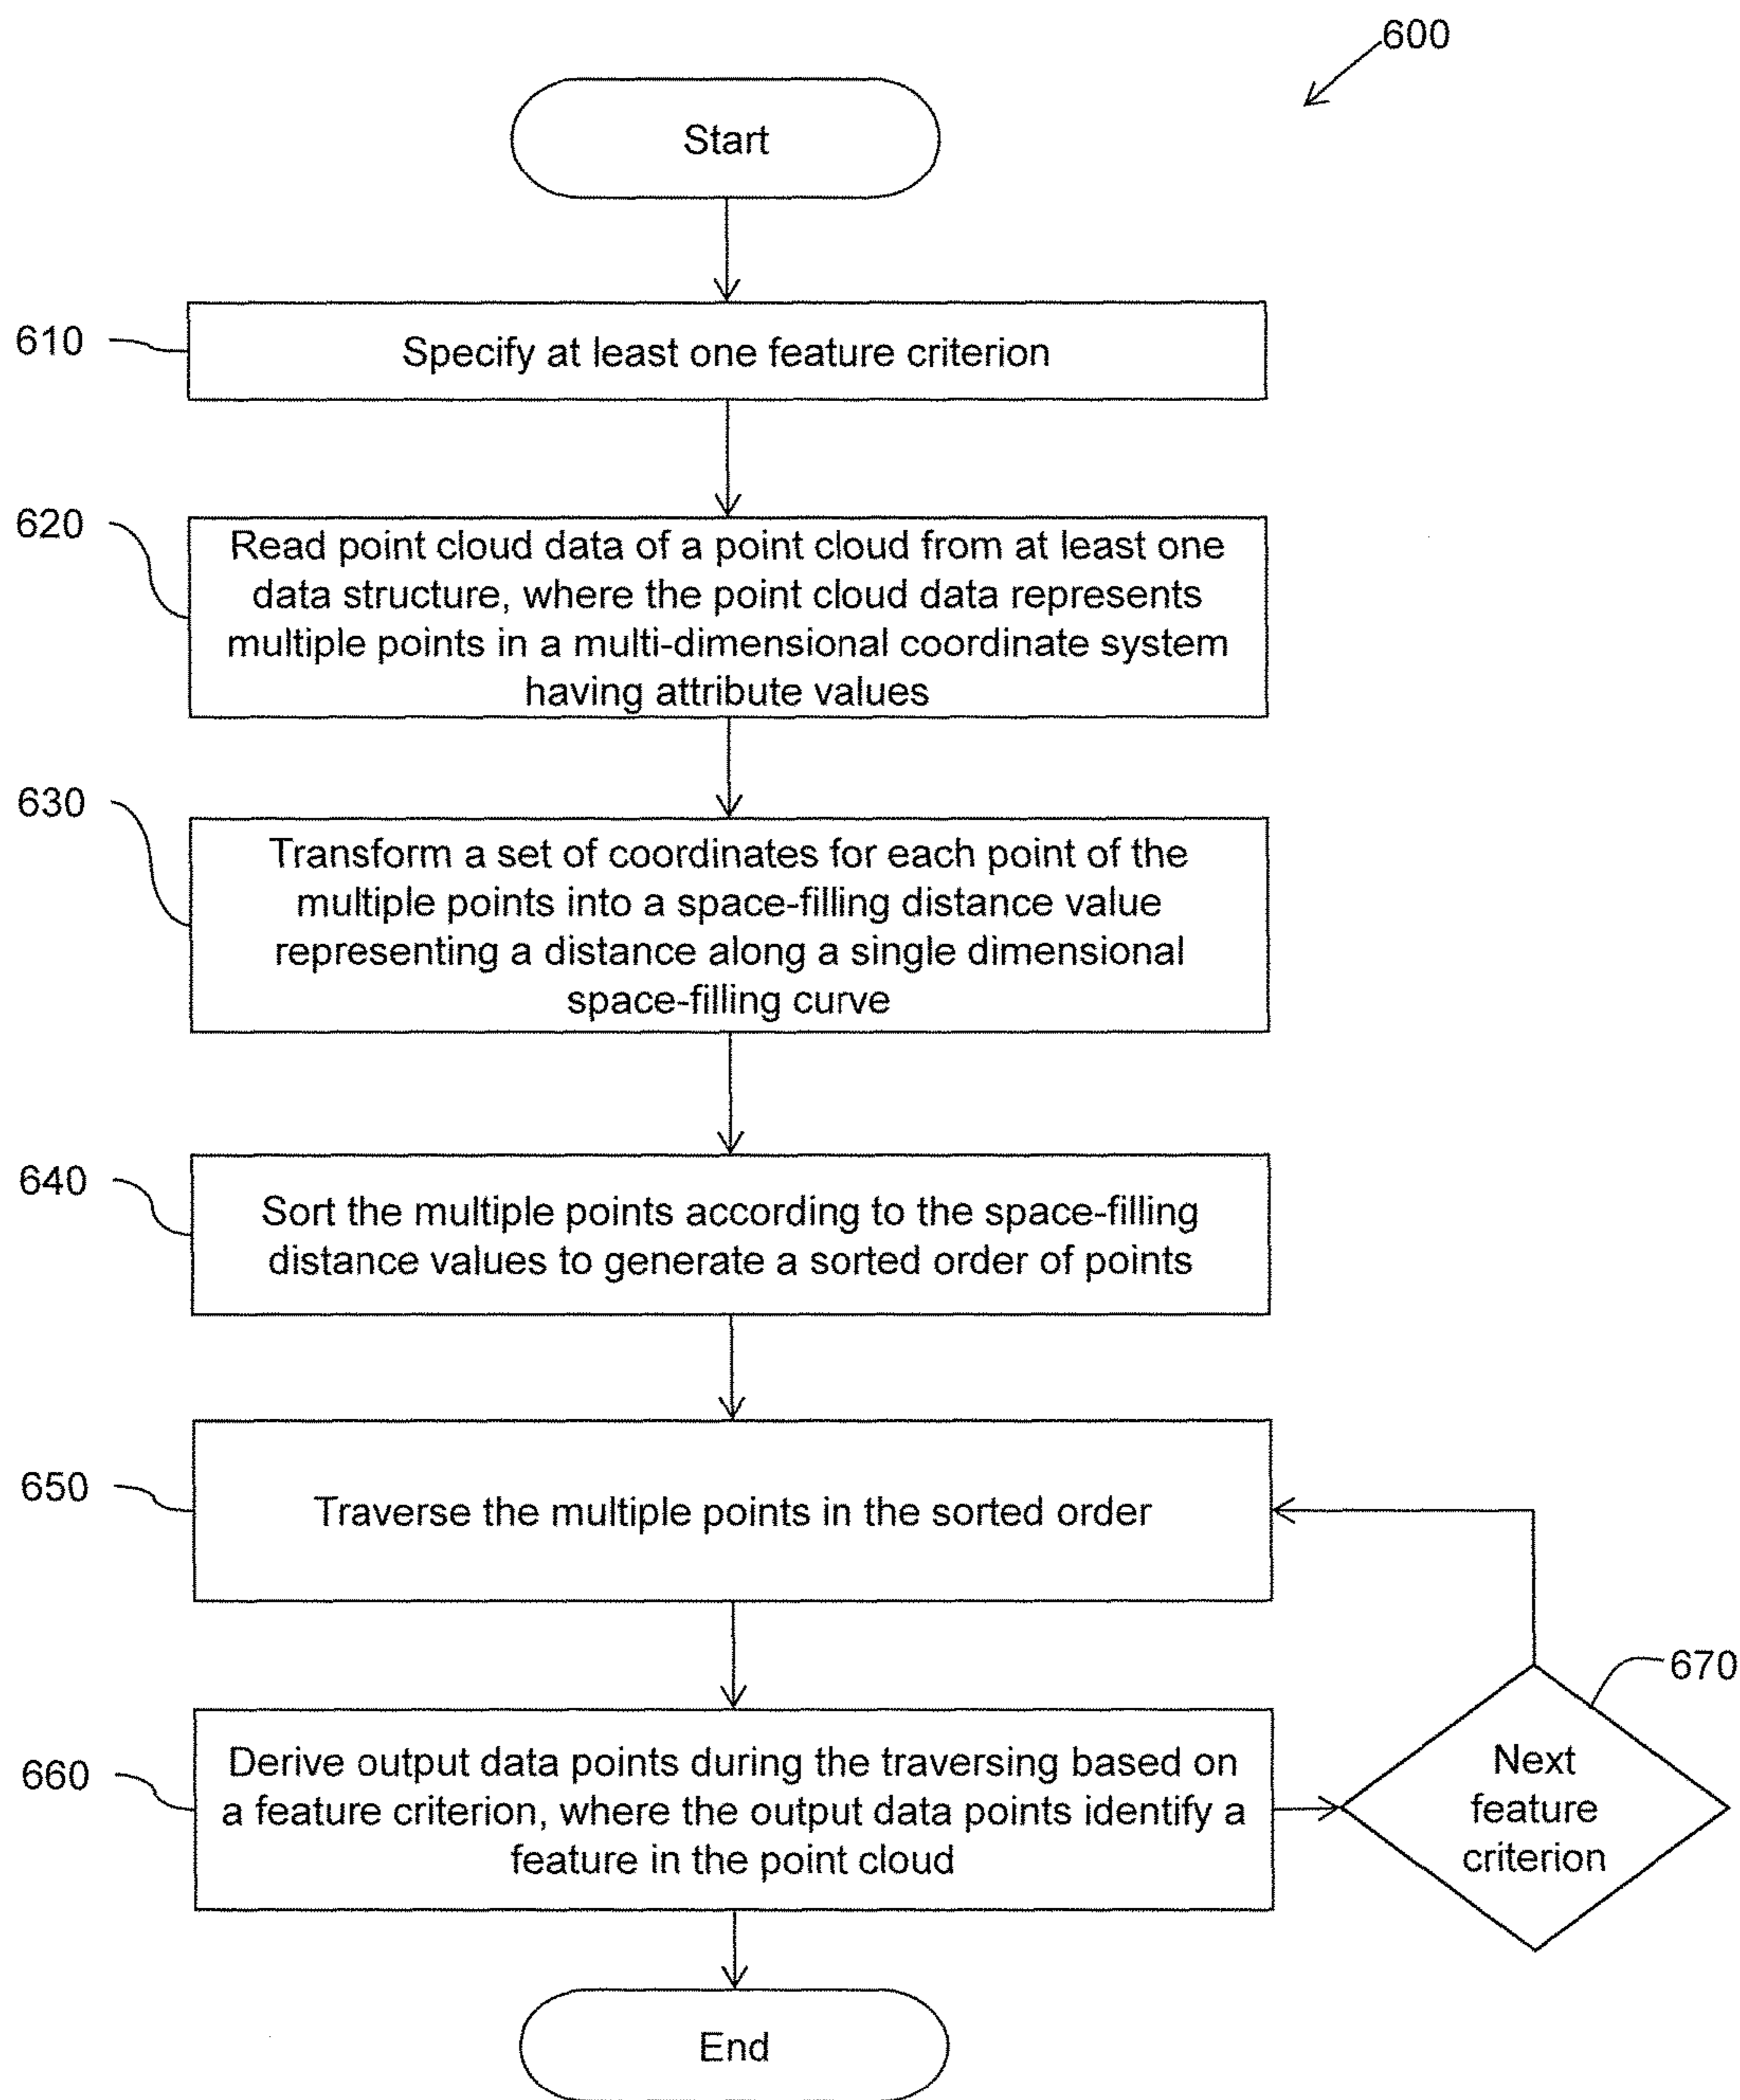 600
Start
610
Specify at least one feature criterion
620
Read point cloud data of a point cloud from at least one
data structure, where the point cloud data represents
multiple points in a multi-dimensional coordinate system
having attribute values
630
Transform a set of coordinates for each point of the
multiple points into a space-filling distance value
representing a distance along a single dimensional
space-filling curve
640
Sort the multiple points according to the space-filling
distance values to generate a sorted order of points
650
Traverse the multiple points in the sorted order
660
Derive output data points during the traversing based on
a feature criterion, where the output data points identify a
feature in the point cloud
670
Next
feature
criterion
End